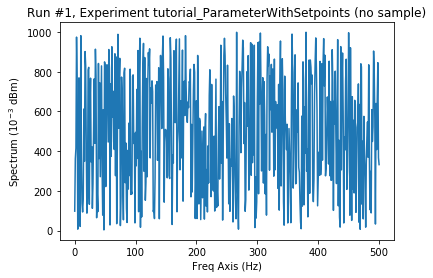 Run #1, Experiment tutorial_ParameterWithSetpoints (no sample)
1000
800
600
400
200
0
Spectrum (10⁻³ dBm)
0 100 200 300 400 500
Freq Axis (Hz)